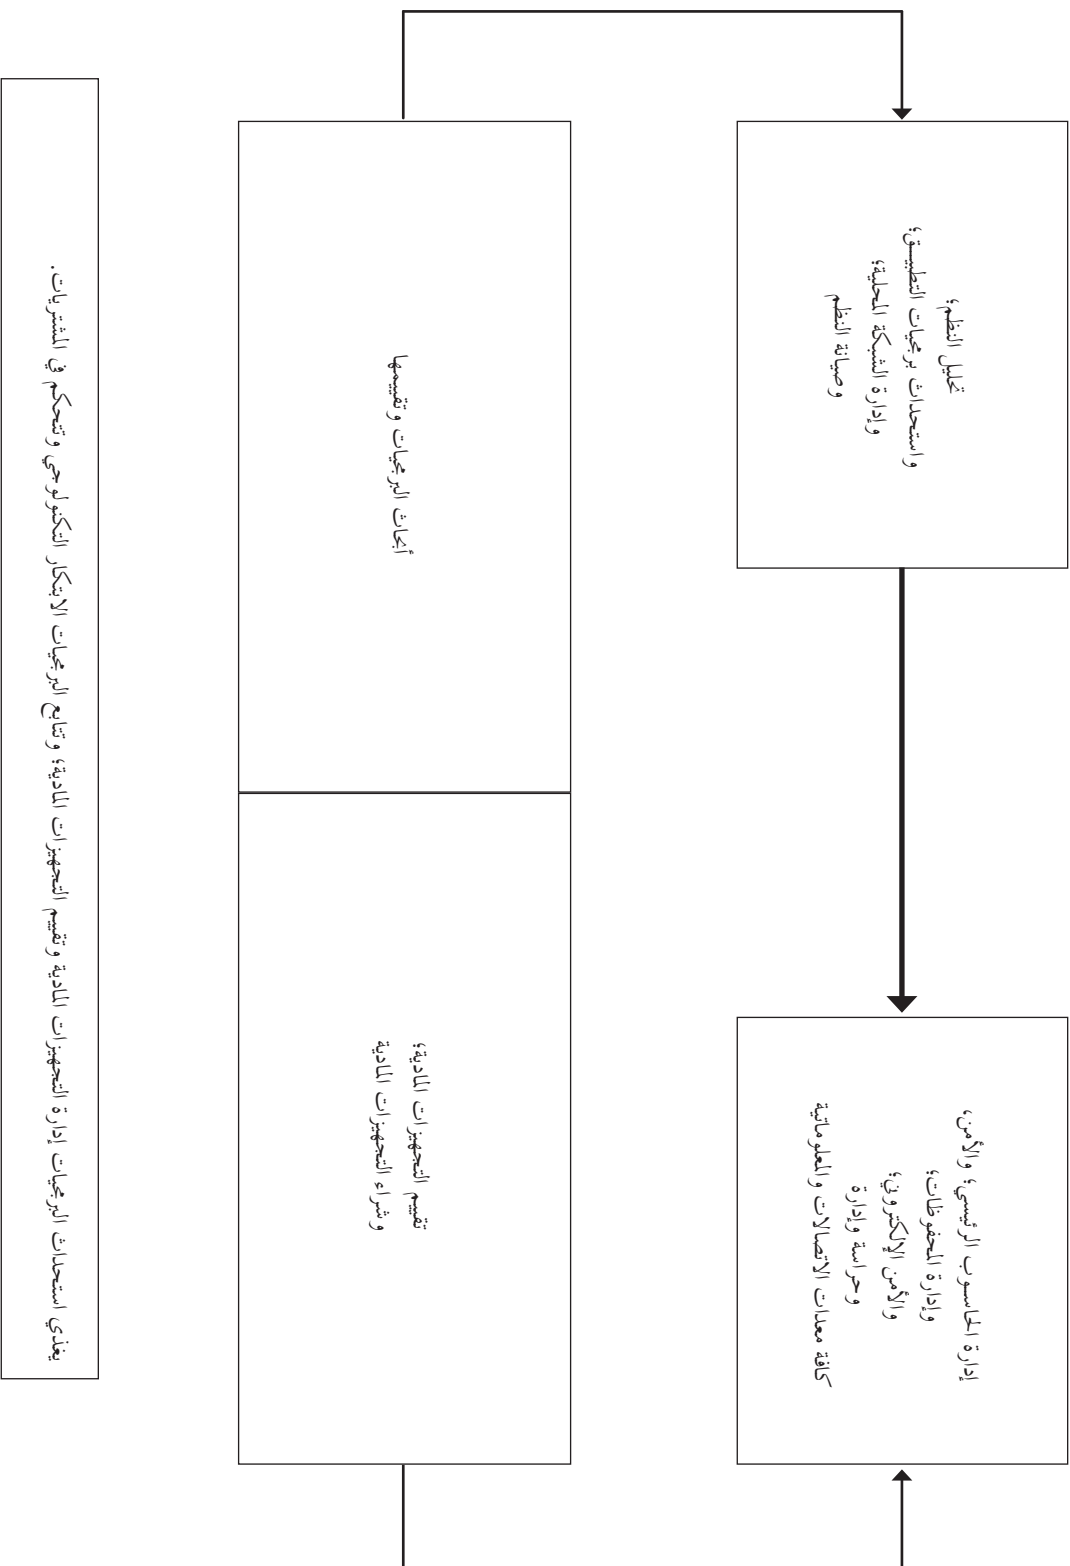 تحليل النظم؛
واستحداث برمجيات التطبيــق؛
وإدارة الشبكة المحلية؛
وصيانة النظم
إدارة الحاســوب الرئيسي؛ والأمن،
وإدارة المحفوظات؛
والأمن الإلكتروني؛
وحراسة وإدارة
كافة معدات الاتصالات والمعلوماتية
أبحاث البرمجيات وتقييمها
تقييم التجهيزات المادية؛
وشراء التجهيزات المادية
يغذي استحداث البرمجيات إدارة التجهيزات المادية وتقييم التجهيزات المادية؛ وتتابع البرمجيات الابتكار التكنولوجي وتتحكم في المشتريات.